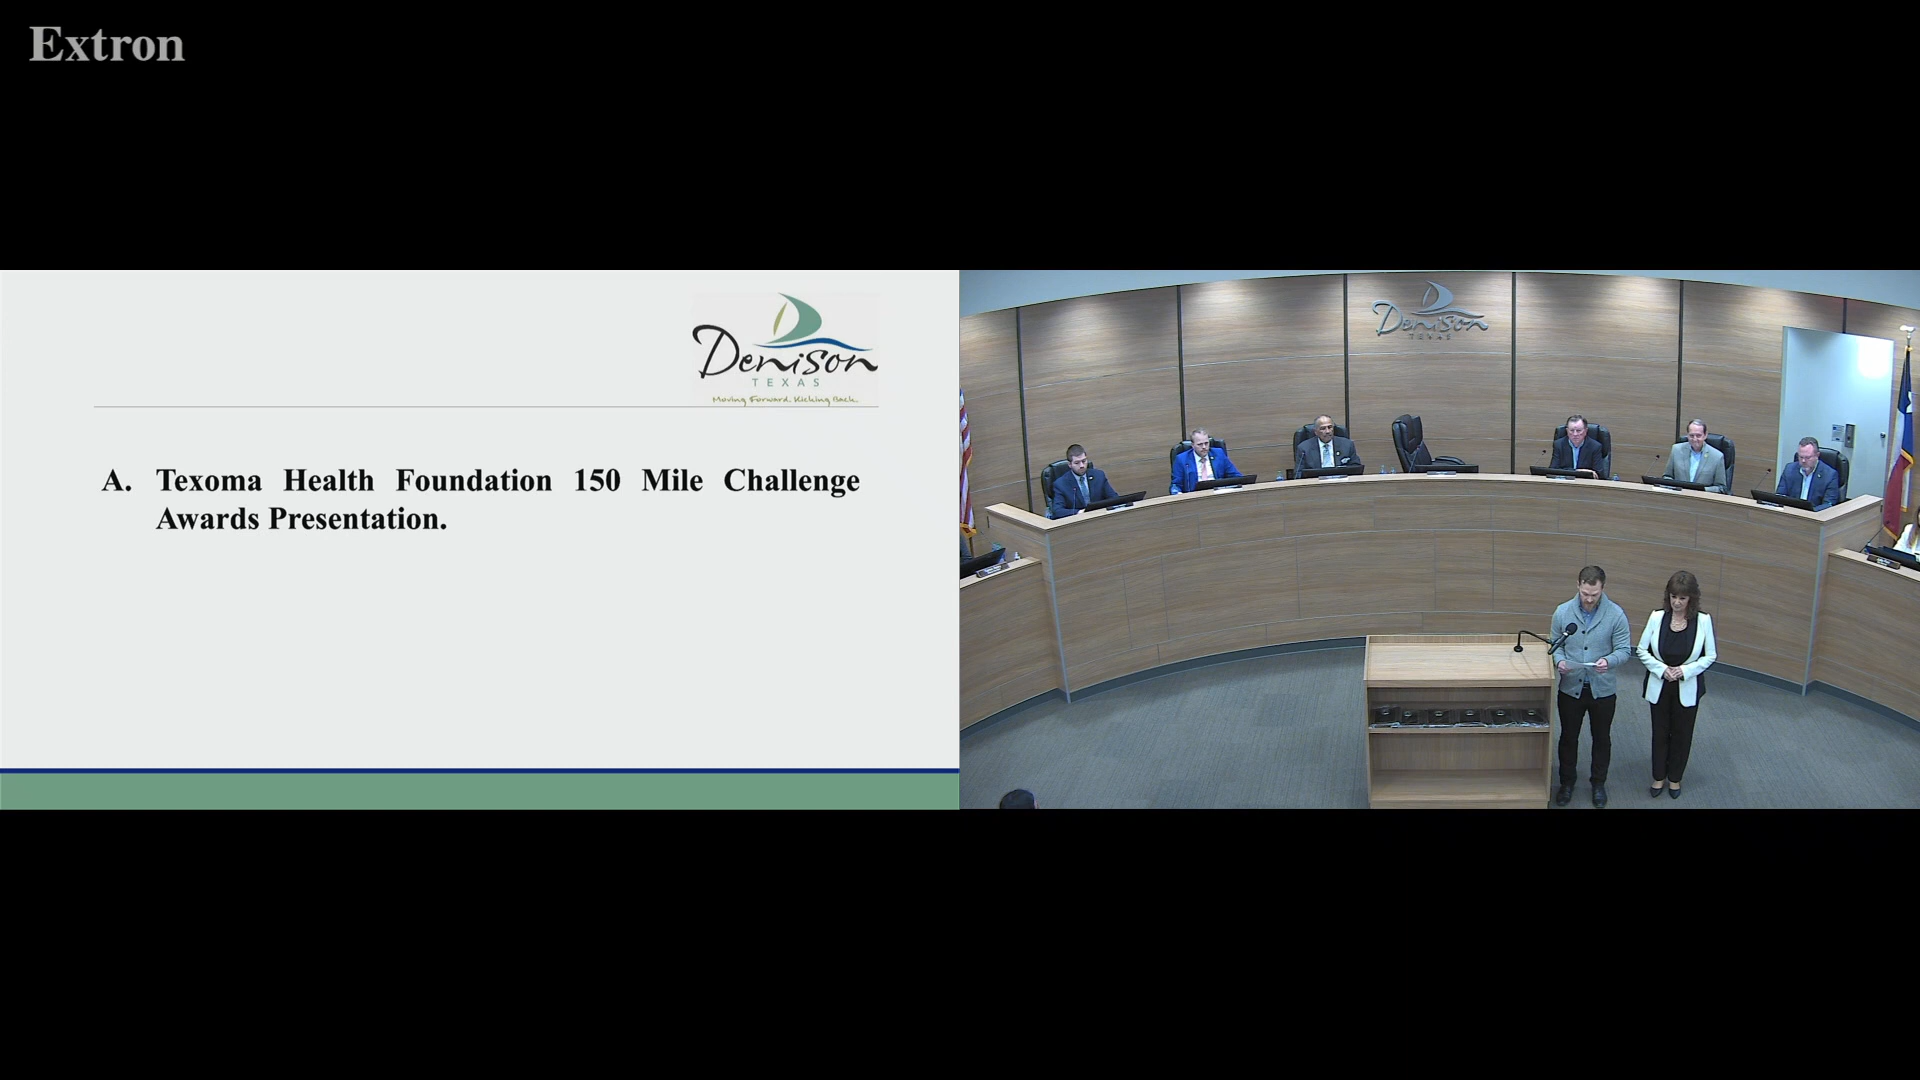 Extron
Denison
TEXAS
Moving Forward. Kicking Back.
A. Texoma Health Foundation 150 Mile Challenge
Awards Presentation.
Denison
TEXAS